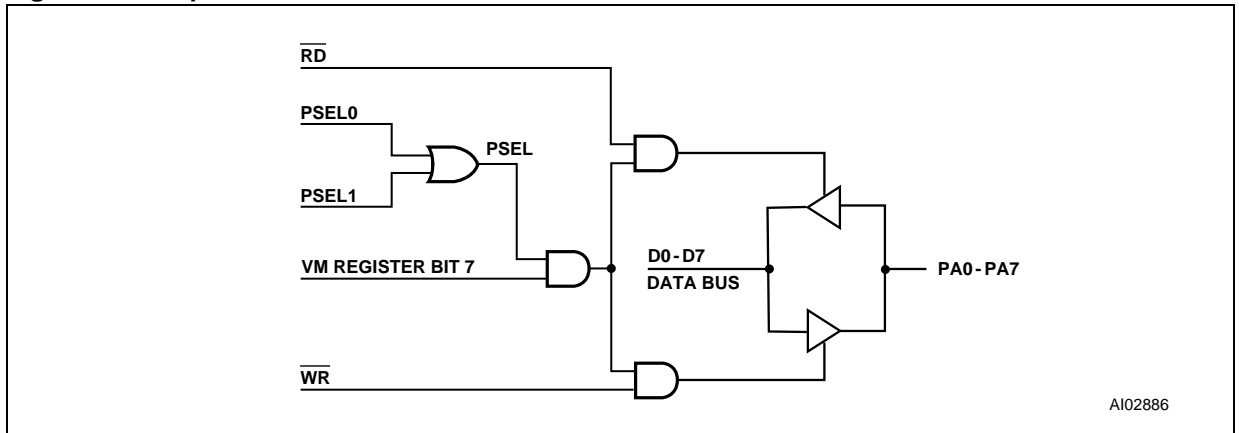 RD
PSEL0
PSEL
PSEL1
VM REGISTER BIT 7
D0-D7
DATA BUS
PA0-PA7
WR
AI02886